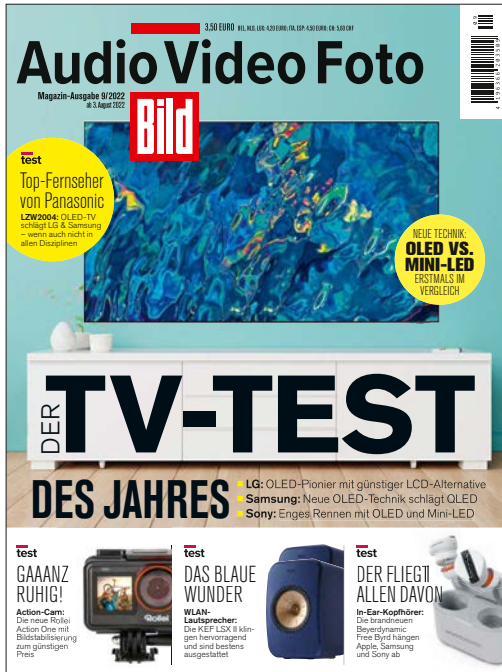 3,50 EURO BEL, NLD, LUX: 4,20 EURO; ITA, ESP: 4,50 EURO; CH: 5,60 CHF
Audio Video Foto
Magazin-Ausgabe 9/2022
ab 3. August 2022
Bild
09
test
Top-Fernseher
von Panasonic
LZW2004: OLED-TV
schlägt LG & Samsung
– wenn auch nicht in
allen Disziplinen
NEUE TECHNIK:
OLED VS.
MINI-LED
ERSTMALS IM
VERGLEICH
DER TV-TEST
DES JAHRES
LG: OLED-Pionier mit günstiger LCD-Alternative
Samsung: Neue OLED-Technik schlägt QLED
Sony: Enges Rennen mit OLED und Mini-LED
test
GAAANZ
RUHIG!
Action-Cam:
Die neue Rollei
Action One mit
Bildstabilisierung
zum günstigen
Preis
Rollei
test
DAS BLAUE
WUNDER
WLAN-
Lautsprecher:
Die KEF LSX II klin-
gen hervorragend
und sind bestens
ausgestattet
test
DER FLIEGT
ALLEN DAVON
In-Ear-Kopfhörer:
Die brandneuen
Beyerdynamic
Free Byrd hängen
Apple, Samsung
und Sony ab